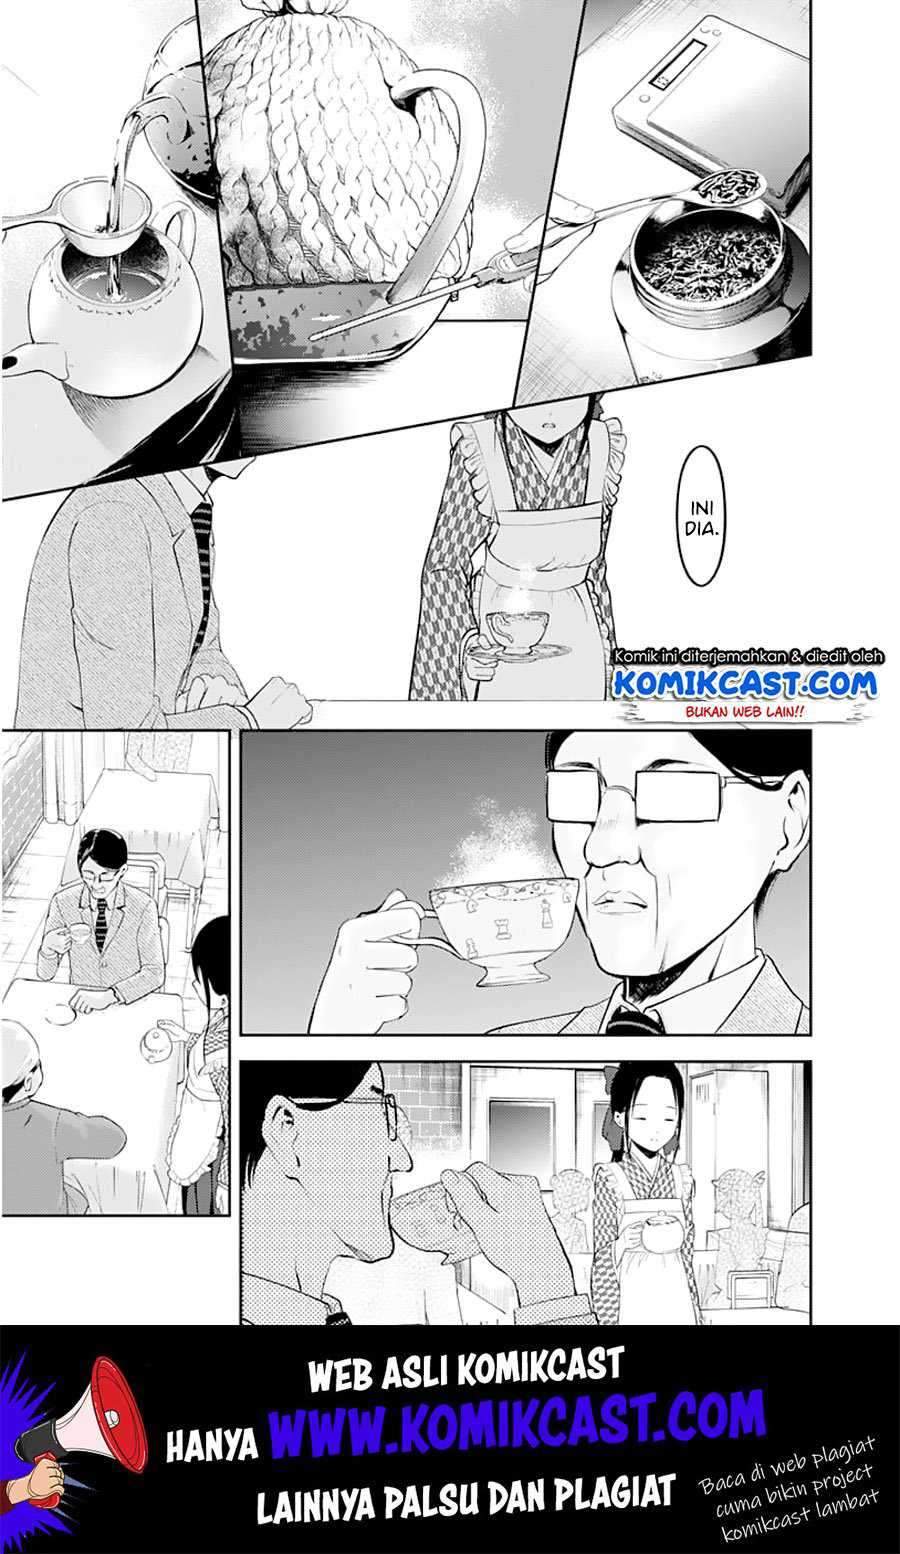 INI
DIA.
Komik ini diterjemahkan & diedit oleh
KOMIKCAST.COM
BUKAN WEB LAIN!!
WEB ASLI KOMIKCAST
HANYA WWW.KOMIKCAST.COM
LAINNYA PALSU DAN PLAGIAT
Baca di web plagiat
cuma bikin project
komikcast lambat